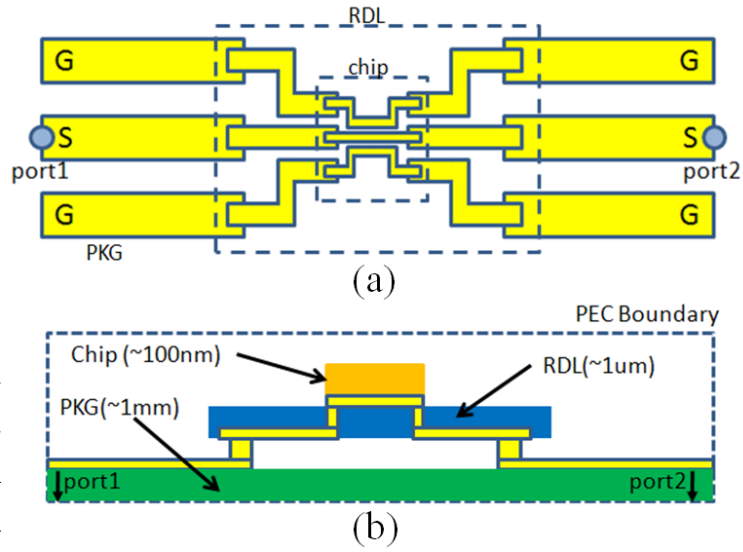 RDL
G
G
chip
S
S
port1
port2
G
G
PKG
(a)
PEC Boundary
Chip (~100nm)
RDL(~1um)
PKG(~1mm)
port1
port2
(b)